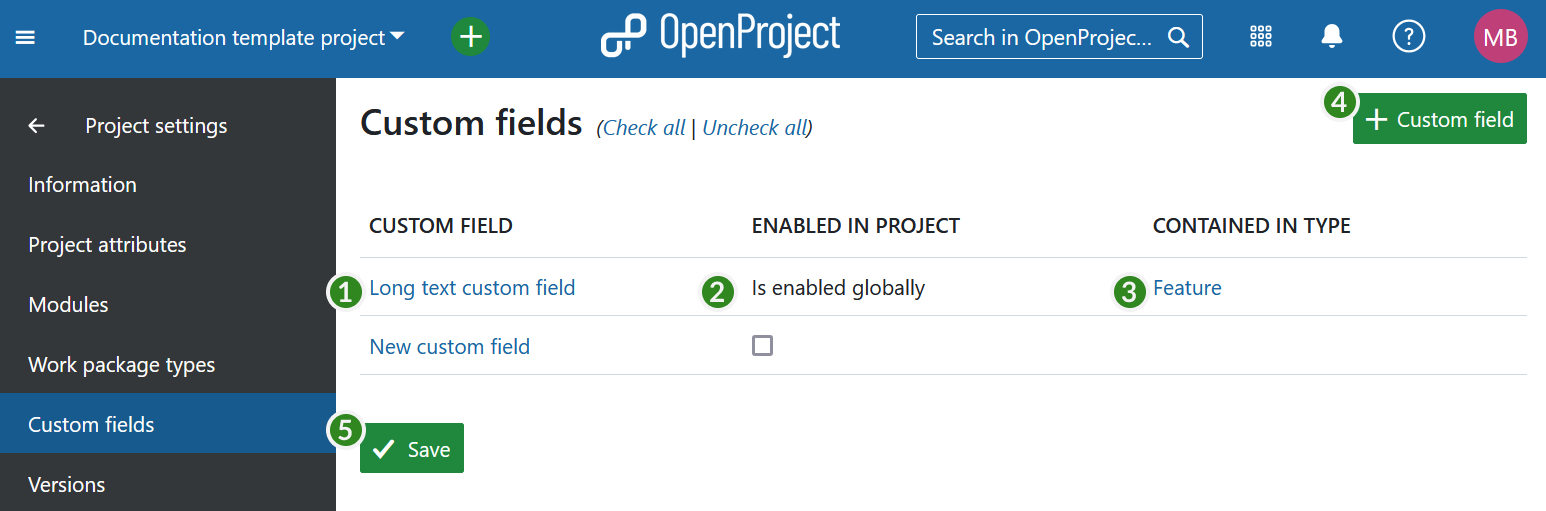 Documentation template project
OpenProject
Search in OpenProjec...
?
MB
Project settings
Information
Project attributes
Modules
Work package types
Custom fields
Versions
Custom fields (Check all | Uncheck all)
4
+ Custom field
CUSTOM FIELD ENABLED IN PROJECT CONTAINED IN TYPE
1 Long text custom field 2 Is enabled globally 3 Feature
New custom field
5
Save